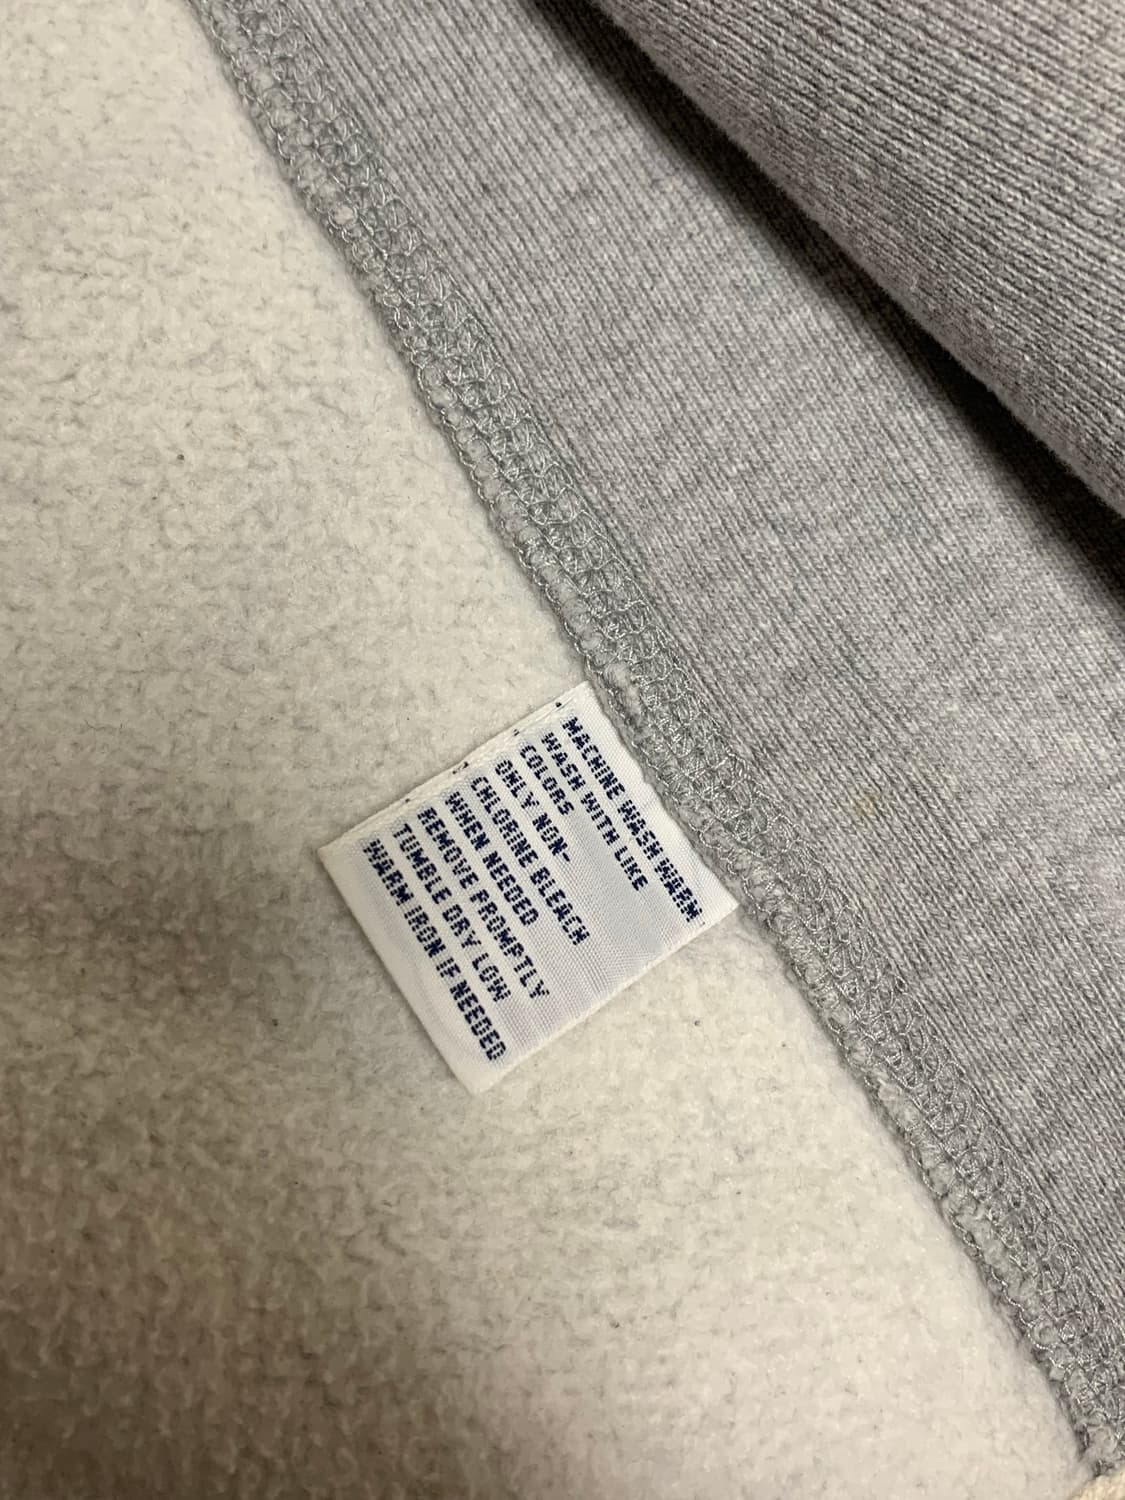 MACHINE WASH WARM
WASH WITH LIKE
COLORS
ONLY NON-
CHLORINE BLEACH
WHEN NEEDED
REMOVE PROMPTLY
TUMBLE DRY LOW
WARM IRON IF NEEDED